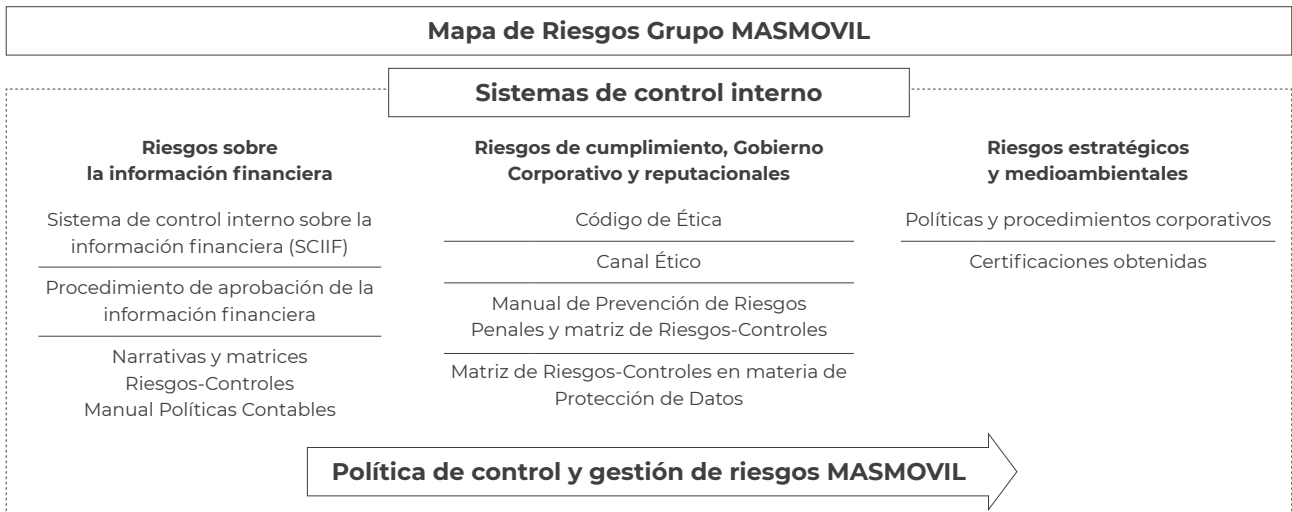 Mapa de Riesgos Grupo MASMOVIL
Sistemas de control interno
Riesgos sobre
la información financiera
Sistema de control interno sobre la
información financiera (SCIIF)
Procedimiento de aprobación de la
información financiera
Narrativas y matrices
Riesgos-Controles
Manual Políticas Contables
Riesgos de cumplimiento, Gobierno
Corporativo y reputacionales
Código de Ética
Canal Ético
Manual de Prevención de Riesgos
Penales y matriz de Riesgos-Controles
Matriz de Riesgos-Controles en materia de
Protección de Datos
Riesgos estratégicos
y medioambientales
Políticas y procedimientos corporativos
Certificaciones obtenidas
Política de control y gestión de riesgos MASMOVIL